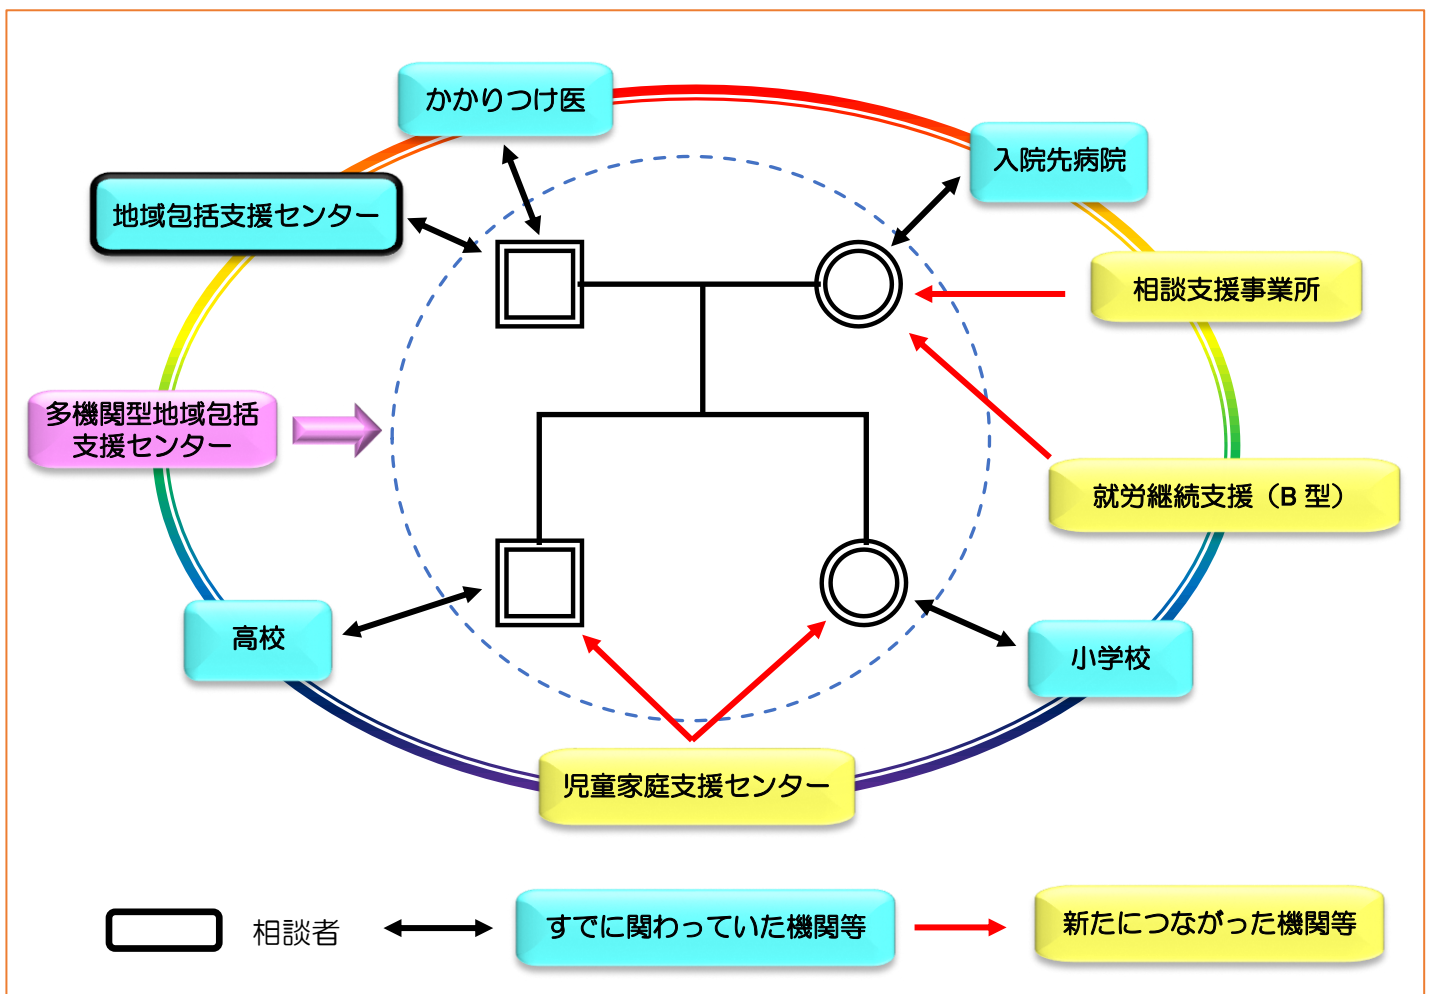 かかりつけ医
入院先病院
地域包括支援センター
相談支援事業所
多機関型地域包括
支援センター
就労継続支援（B 型）
高校
小学校
児童家庭支援センター
相談者
すでに関わっていた機関等
新たにつながった機関等